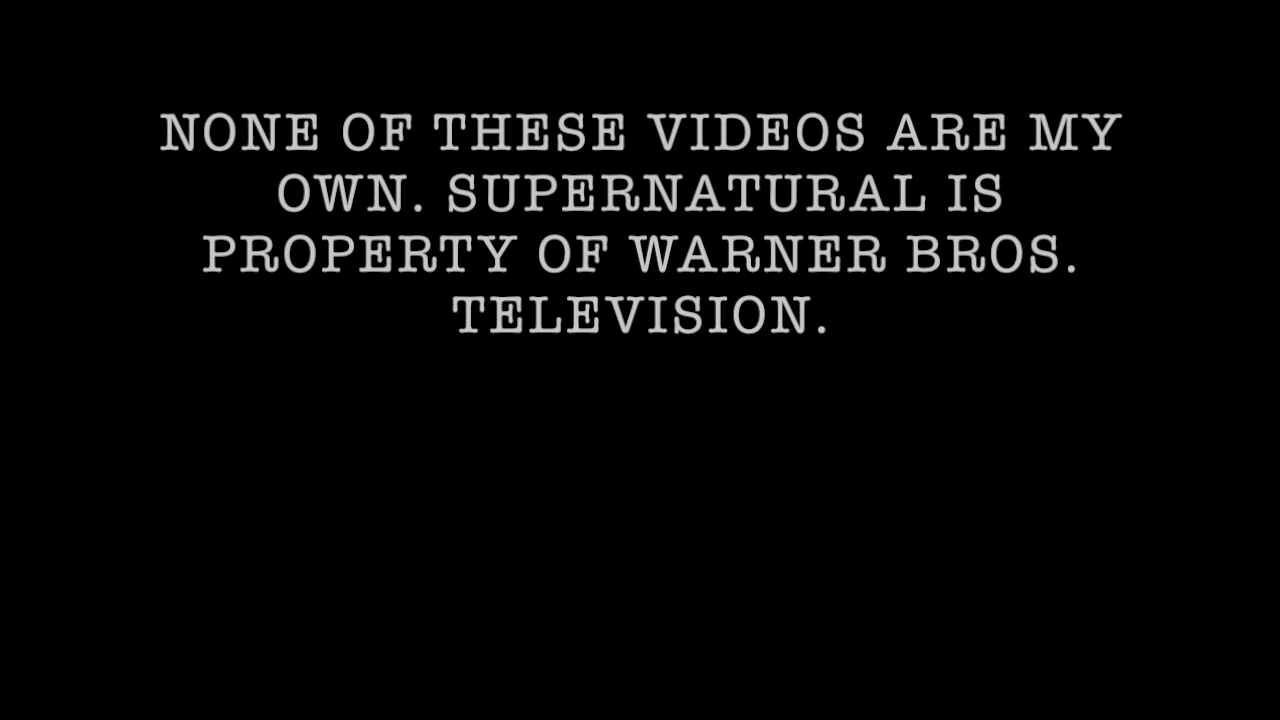 NONE OF THESE VIDEOS ARE MY
OWN. SUPERNATURAL IS
PROPERTY OF WARNER BROS.
TELEVISION.